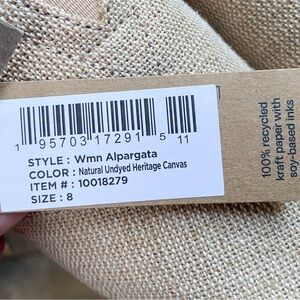 1 95703 17291 5 11
STYLE : Wmn Alpargata
COLOR : Natural Undyed Heritage Canvas
ITEM # : 10018279
SIZE : 8
100% recycled
kraft paper with
soy-based inks